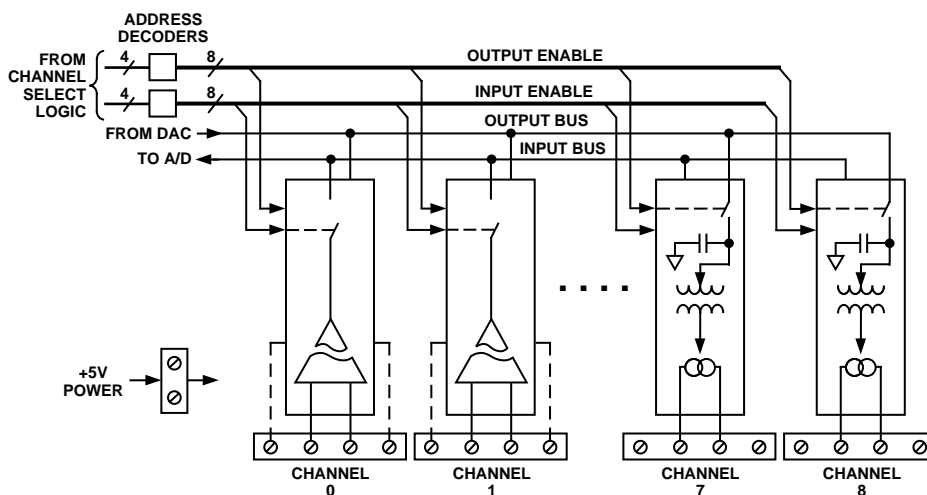 ADDRESS
DECODERS
FROM
CHANNEL
SELECT
LOGIC
4
8
OUTPUT ENABLE
4
8
INPUT ENABLE
FROM DAC
OUTPUT BUS
TO A/D
INPUT BUS
+5V
POWER
CHANNEL
0
CHANNEL
1
CHANNEL
7
CHANNEL
8